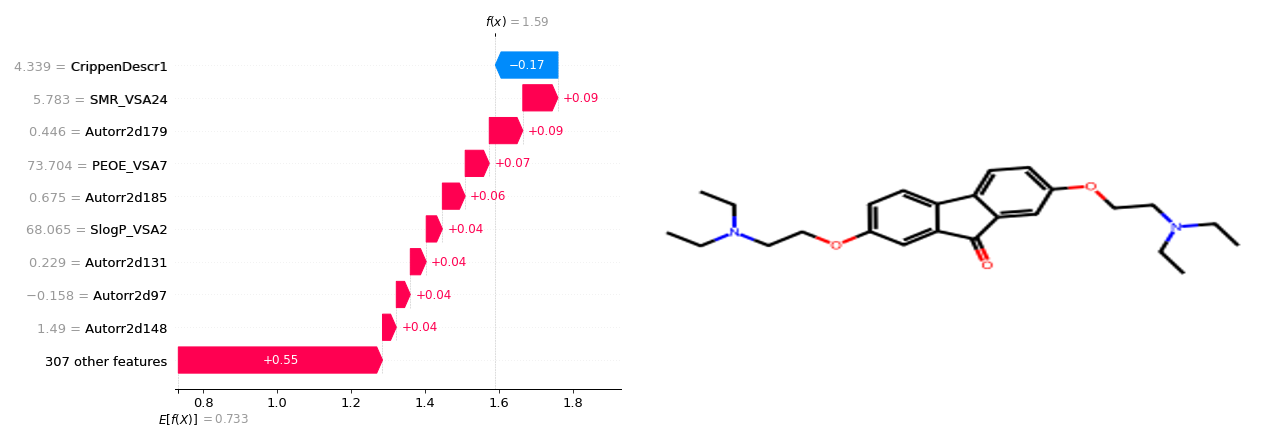 f(x) = 1.59
4.339 = CrippenDescr1
−0.17
5.783 = SMR_VSA24
+0.09
0.446 = Autorr2d179
+0.09
73.704 = PEOE_VSA7
+0.07
0.675 = Autorr2d185
+0.06
68.065 = SlogP_VSA2
+0.04
0.229 = Autorr2d131
+0.04
−0.158 = Autorr2d97
+0.04
1.49 = Autorr2d148
+0.04
307 other features
+0.55
0.8 1.0 1.2 1.4 1.6 1.8
E[f(X)] = 0.733
N
O
O
O
N